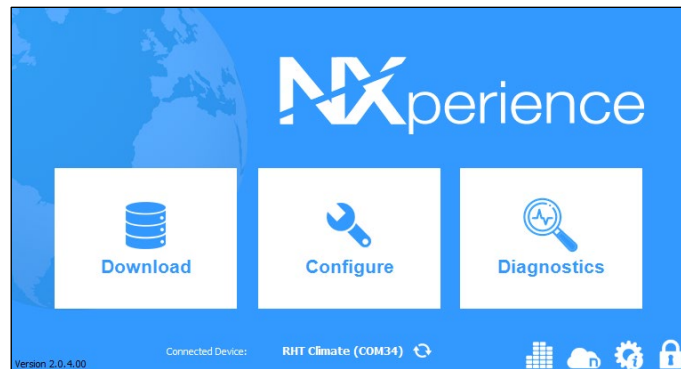 NXperience
Download
Configure
Diagnostics
Connected Device: RHT Climate (COM34)
n
Version 2.0.4.00